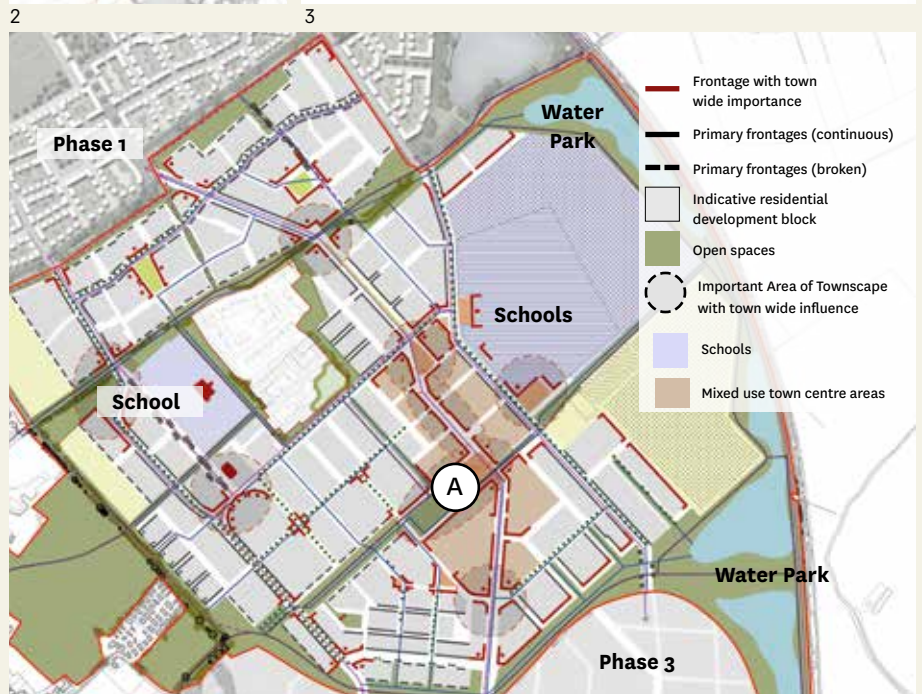 2
3
Phase 1
Water
Park
Schools
School
A
Water Park
Phase 3
Frontage with town
wide importance
Primary frontages (continuous)
Primary frontages (broken)
Indicative residential
development block
Open spaces
Important Area of Townscape
with town wide influence
Schools
Mixed use town centre areas